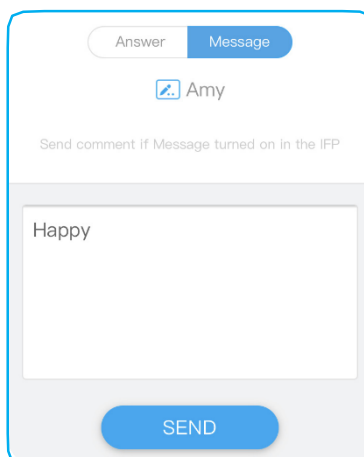 Answer Message
Amy
Send comment if Message turned on in the IFP
Happy
SEND